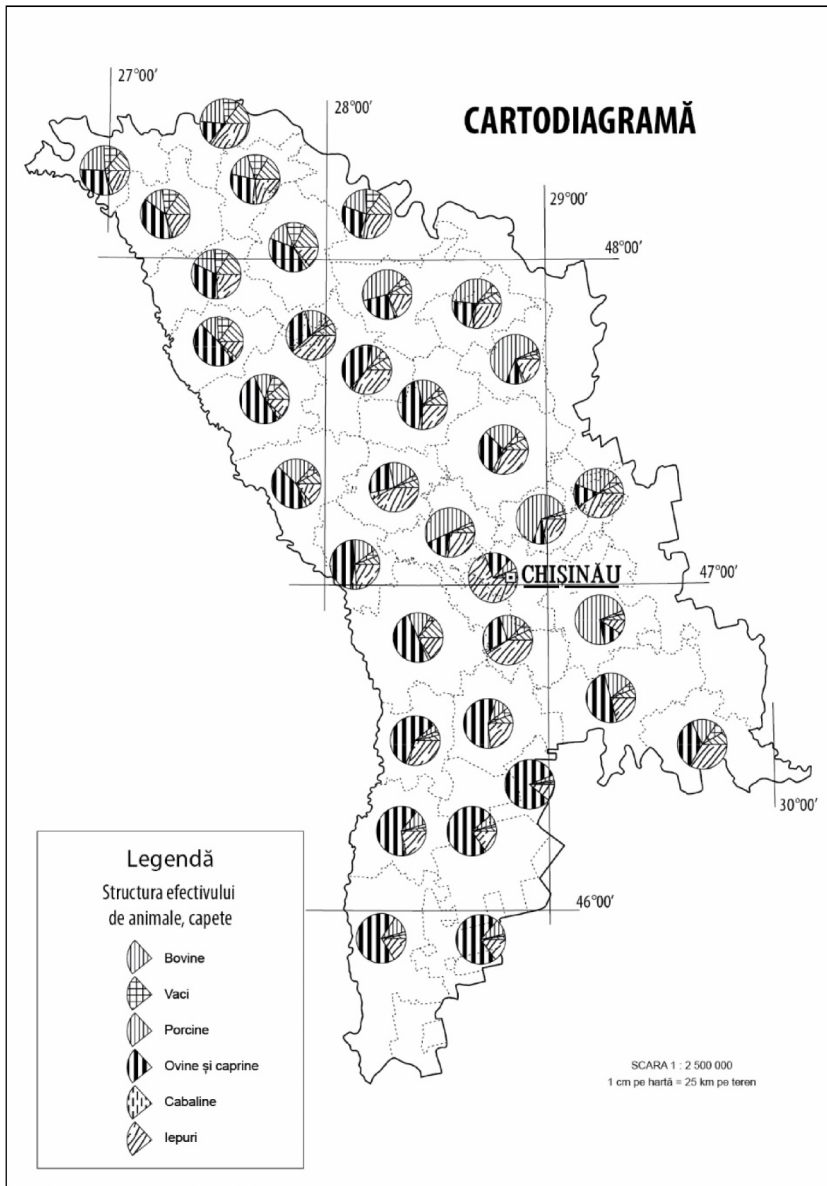 27°00'
28°00'
CARTODIAGRAMĂ
29°00'
48°00'
CHIȘINĂU
47°00'
30°00'
46°00'
Legendă
Structura efectivului
de animale, capete
Bovine
Vaci
Porcine
Ovine și caprine
Cabaline
Iepuri
SCARA 1 : 2 500 000
1 cm pe hartă = 25 km pe teren